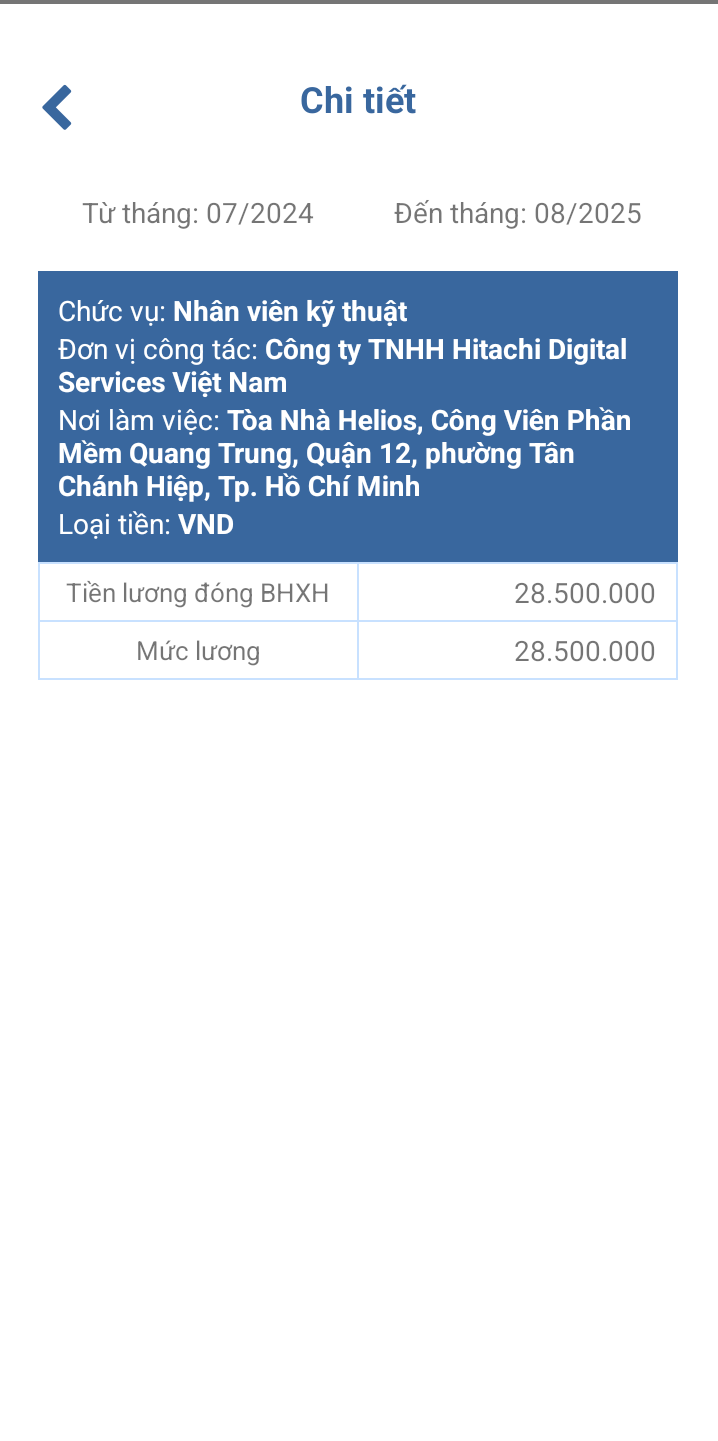 Chi tiết
Từ tháng: 07/2024 Đến tháng: 08/2025
Chức vụ: Nhân viên kỹ thuật
Đơn vị công tác: Công ty TNHH Hitachi Digital
Services Việt Nam
Nơi làm việc: Tòa Nhà Helios, Công Viên Phần
Mềm Quang Trung, Quận 12, phường Tân
Chánh Hiệp, Tp. Hồ Chí Minh
Loại tiền: VND
Tiền lương đóng BHXH 28.500.000
Mức lương 28.500.000